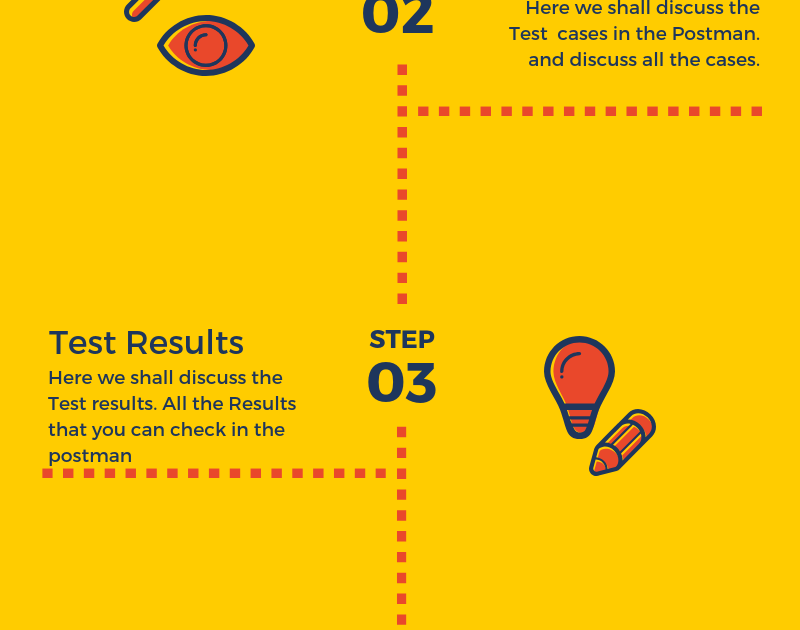 02
Here we shall discuss the
Test  cases in the Postman.
and discuss all the cases.
Test Results
Here we shall discuss the
Test results. All the Results
that you can check in the
postman
STEP
03